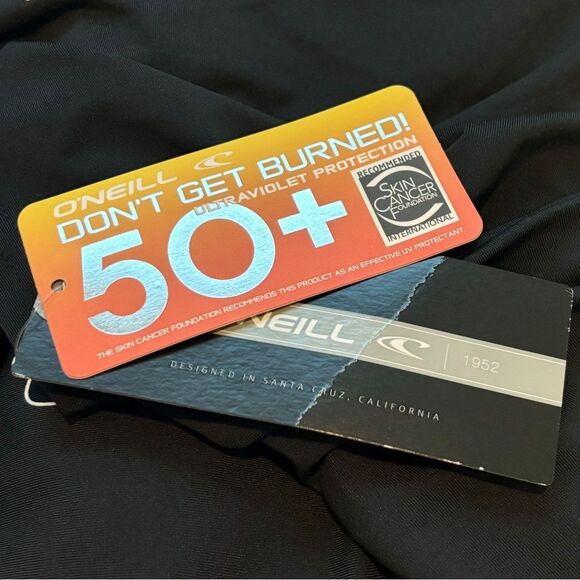 O'NEILL
DON'T GET BURNED!
ULTRAVIOLET PROTECTION
50+
RECOMMENDED
SKIN
CANCER
FOUNDATION
INTERNATIONAL
THE SKIN CANCER FOUNDATION RECOMMENDS THIS PRODUCT AS AN EFFECTIVE UV PROTECTANT.
NEILL
1952
DESIGNED IN SANTA CRUZ, CALIFORNIA